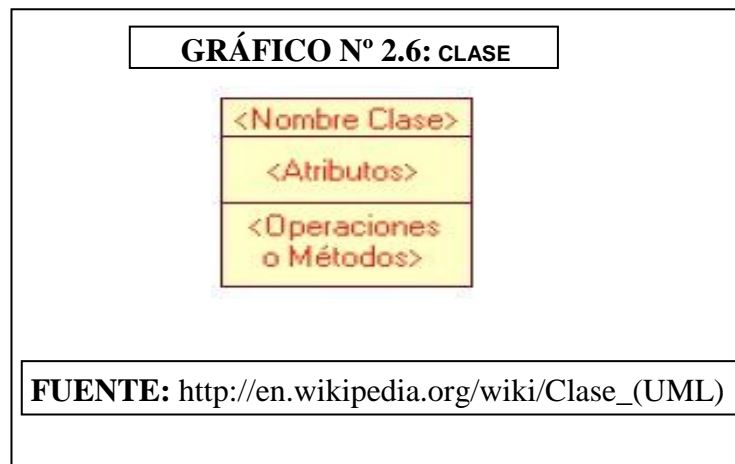 GRÁFICO Nº 2.6: CLASE
<Nombre Clase>
<Atributos>
<Operaciones
o Métodos>
FUENTE: http://en.wikipedia.org/wiki/Clase_(UML)